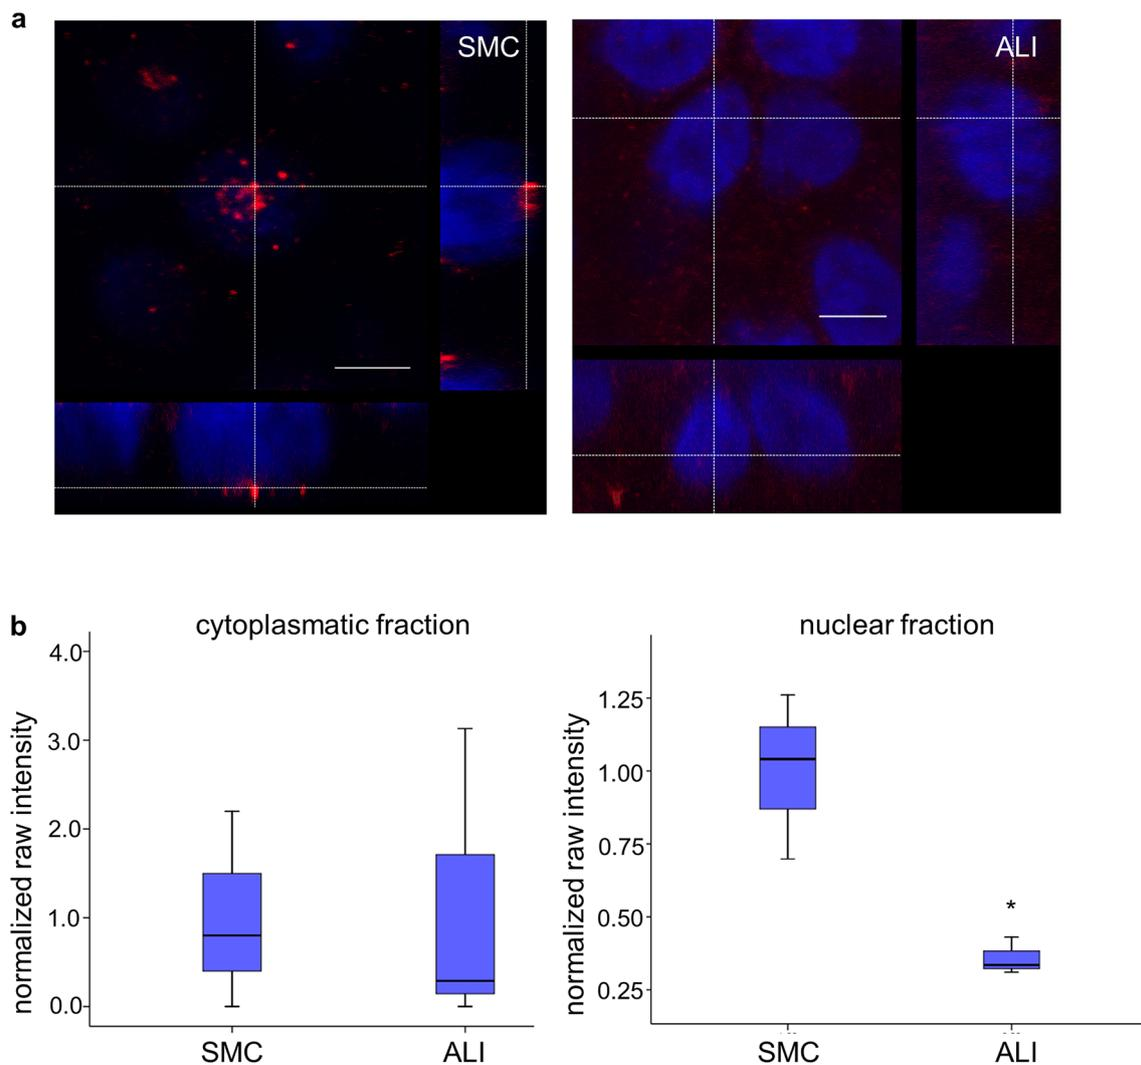 a
SMC
ALI
b
cytoplasmatic fraction
normalized raw intensity
4.0
3.0
2.0
1.0
0.0
SMC
ALI
nuclear fraction
normalized raw intensity
1.25
1.00
0.75
0.50
0.25
*
SMC
ALI